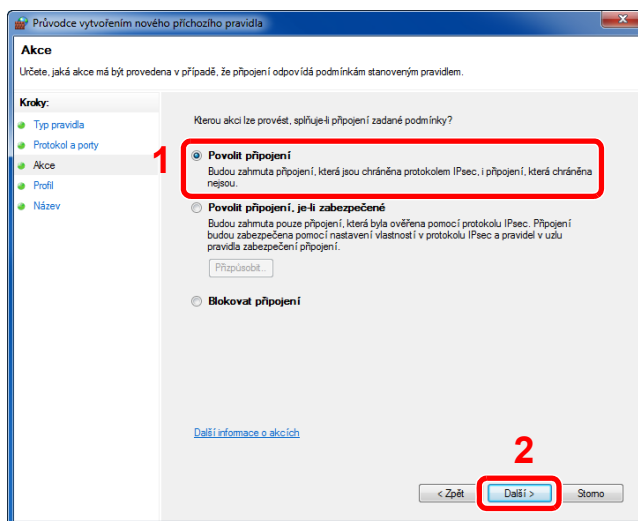 Průvodce vytvořením nového příchozího pravidla
Akce
Určete, jaká akce má být provedena v případě, že připojení odpovídá podmínkám stanoveným pravidlem.
Kroky:
Typ pravidla
Protokol a porty
Akce
Profil
Název
Kterou akci lze provést, splňuje-li připojení zadané podmínky?
1
Povolit připojení
Budou zahrnuta připojení, která jsou chráněna protokolem IPsec, i připojení, která chráněna
nejsou.
Povolit připojení, je-li zabezpečené
Budou zahrnuta pouze připojení, která byla ověřena pomocí protokolu IPsec. Připojení
budou zabezpečena pomocí nastavení vlastností v protokolu IPsec a pravidel v uzlu
pravidla zabezpečení připojení.
Přizpůsobit...
Blokovat připojení
Další informace o akcích
2
< Zpět
Další >
Storno